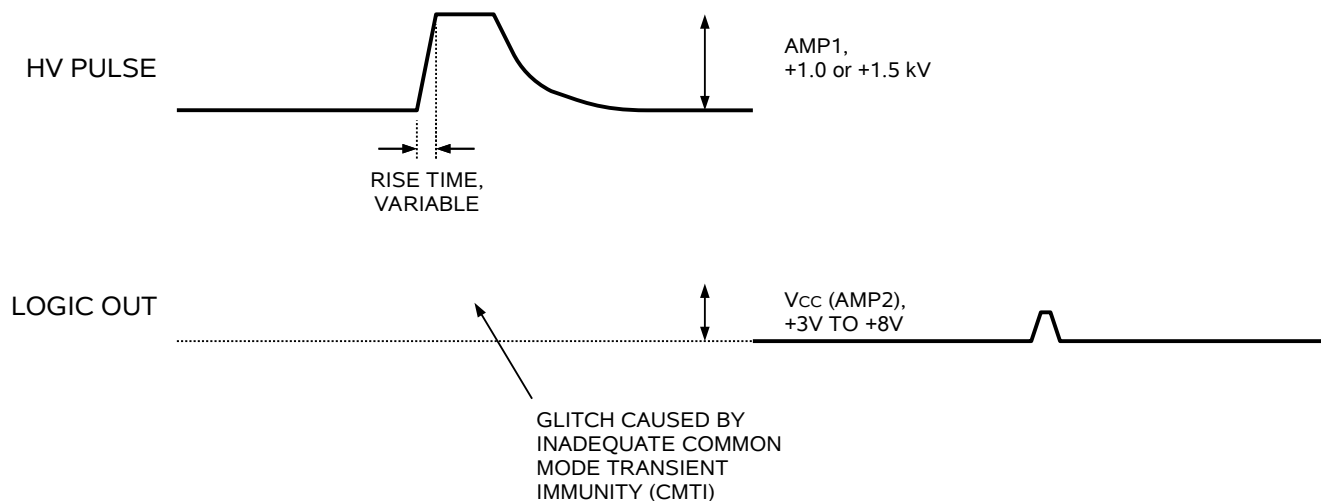 HV PULSE
AMP1,
+1.0 or +1.5 kV
RISE TIME,
VARIABLE
LOGIC OUT
Vcc (AMP2),
+3V TO +8V
GLITCH CAUSED BY
INADEQUATE COMMON
MODE TRANSIENT
IMMUNITY (CMTI)